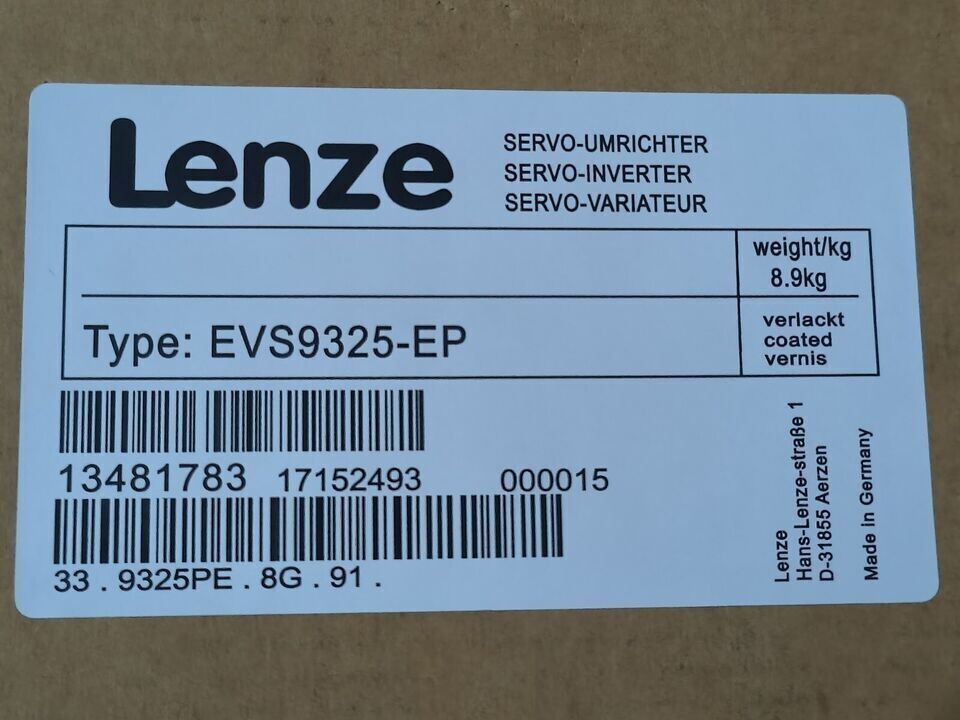 Lenze
SERVO-UMRICHTER
SERVO-INVERTER
SERVO-VARIATEUR
weight/kg
8.9kg
Type: EVS9325-EP
verlackt
coated
vernis
13481783 17152493 000015
33 . 9325PE . 8G . 91 .
Lenze
Hans-Lenze-straße 1
D-31855 Aerzen
Made in Germany